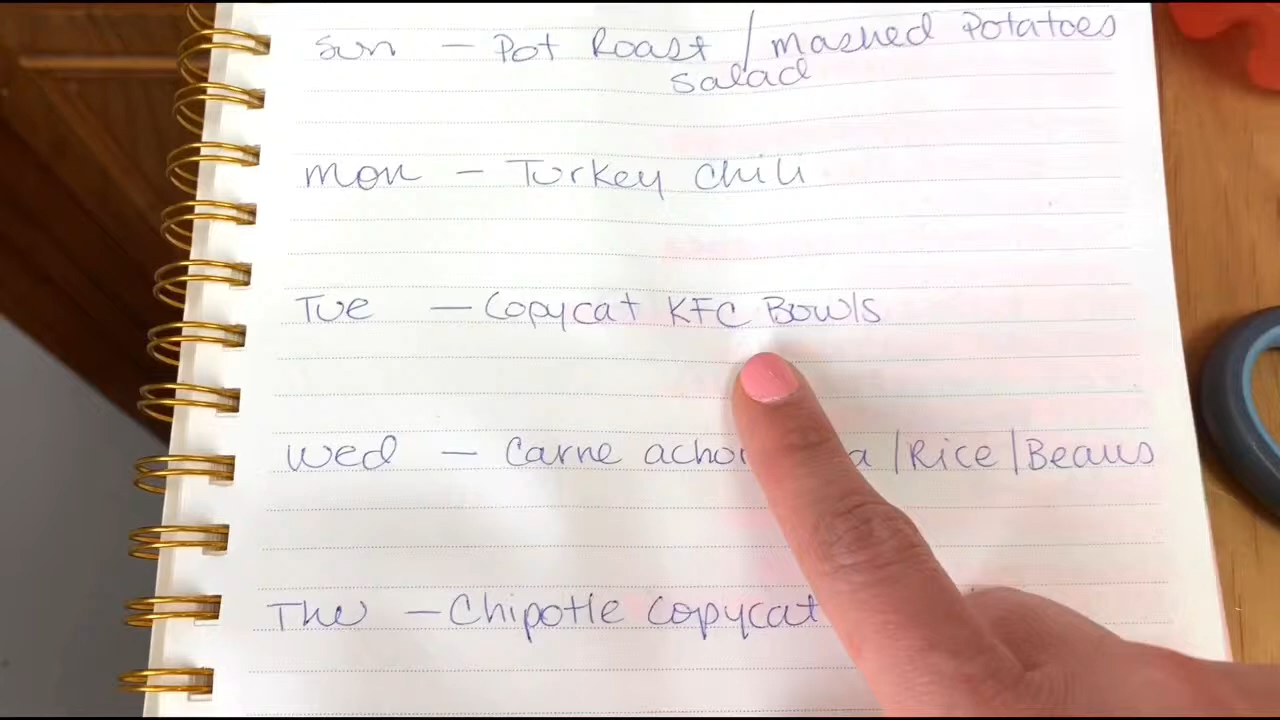 Sun - Pot Roast / mashed Potatoes
salad
mon - Turkey chili
Tue - Copycat KFC Bowls
Wed - Carne / Rice / Beans
Thu - Chipotle copycat